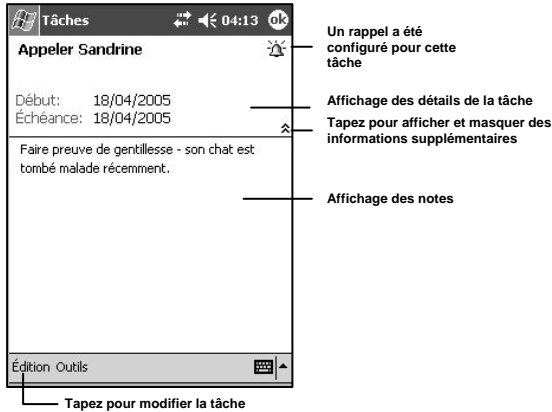 Tâches 04:13 ok
Appeler Sandrine
Début: 18/04/2005
Échéance: 18/04/2005
Faire preuve de gentillesse - son chat est
tombé malade récemment.
Édition Outils
Un rappel a été
configuré pour cette
tâche
Affichage des détails de la tâche
Tapez pour afficher et masquer des
informations supplémentaires
Affichage des notes
Tapez pour modifier la tâche